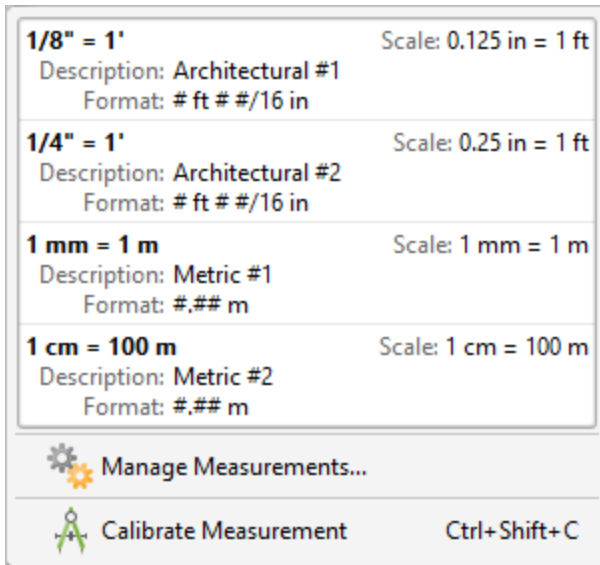 1/8" = 1' Scale: 0.125 in = 1 ft
Description: Architectural #1
Format: # ft # #/16 in
1/4" = 1' Scale: 0.25 in = 1 ft
Description: Architectural #2
Format: # ft # #/16 in
1 mm = 1 m Scale: 1 mm = 1 m
Description: Metric #1
Format: #.## m
1 cm = 100 m Scale: 1 cm = 100 m
Description: Metric #2
Format: #.## m
Manage Measurements...
Calibrate Measurement Ctrl+Shift+C